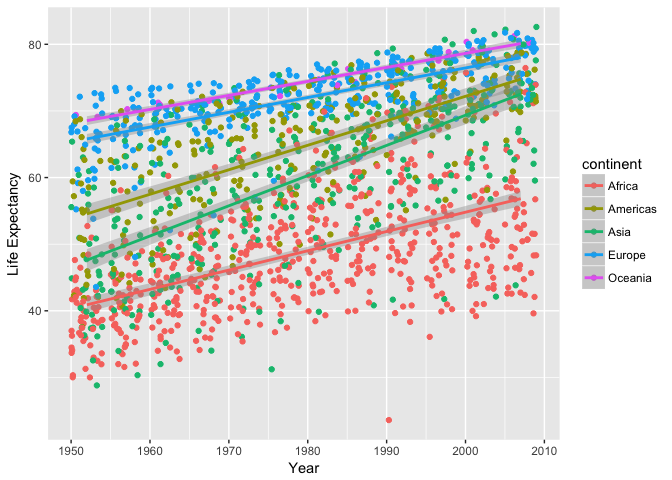 80
60
40
Life Expectancy
1950 1960 1970 1980 1990 2000 2010
Year
continent
Africa
Americas
Asia
Europe
Oceania